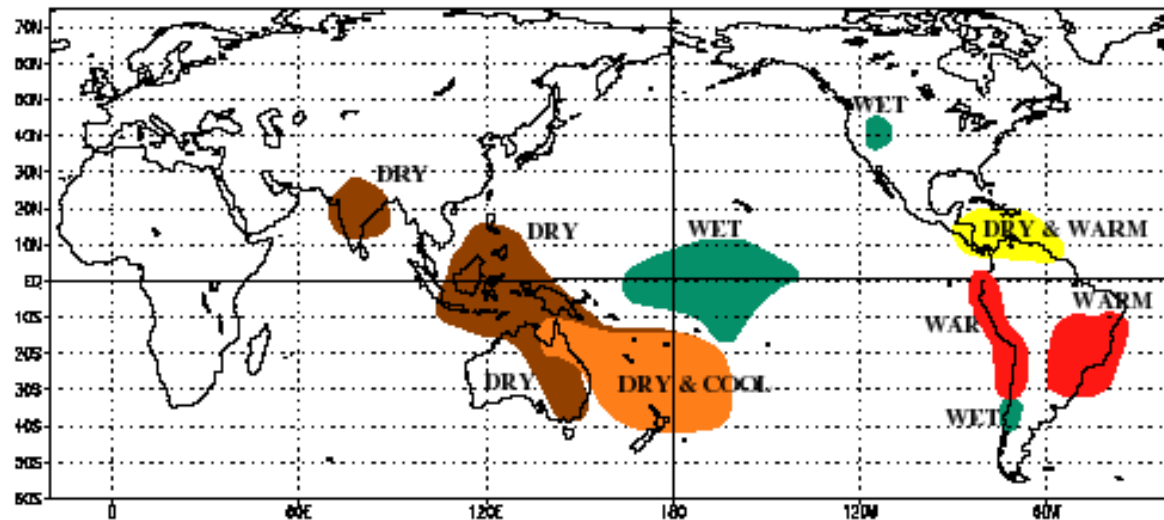 70N
60N
50N
WET
40N
30N
DRY
20N
DRY
WET
DRY & WARM
10N
EQ
WARM
10S
WAR
20S
DRY
DRY & COOL
30S
WET
40S
50S
60S
0
60E
120E
180
120W
60W